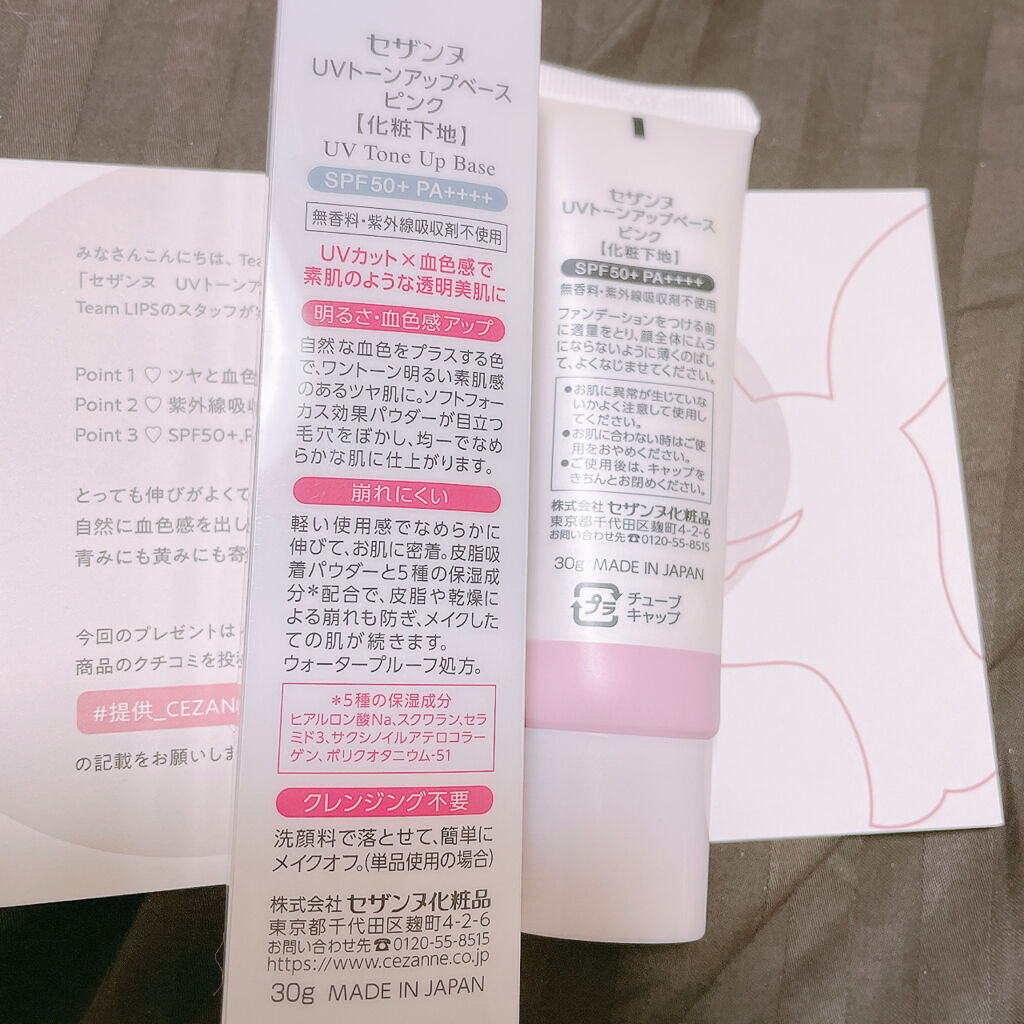 セザンヌ
UVトーンアップベース
ピンク
【化粧下地】
UV Tone Up Base
SPF50+ PA++++
無香料・紫外線吸収剤不使用
UVカット×血色感で
素肌のような透明美肌に
明るさ・血色感アップ
自然な血色をプラスする色
で、ワントーン明るい素肌感
のあるツヤ肌に。ソフトフォー
カス効果パウダーが目立つ
毛穴をぼかし、均一でなめ
らかな肌に仕上がります。
崩れにくい
軽い使用感でなめらかに
伸びて、お肌に密着。皮脂吸
着パウダーと5種の保湿成
分*配合で、皮脂や乾燥に
よる崩れも防ぎ、メイクした
ての肌が続きます。
ウォータープルーフ処方。
*5種の保湿成分
ヒアルロン酸Na、スクワラン、セラ
ミド3、サクシノイルアテロコラー
ゲン、ポリクオタニウム-51
クレンジング不要
洗顔料で落とせて、簡単に
メイクオフ。(単品使用の場合)
株式会社 セザンヌ化粧品
東京都千代田区麹町4-2-6
お問い合わせ先☎0120-55-8515
https://www.cezanne.co.jp
30g MADE IN JAPAN
セザンヌ
UVトーンアップベース
ピンク
【化粧下地】
SPF50+ PA++++
無香料・紫外線吸収剤不使用
ファンデーションをつける前
に適量をとり、顔全体にムラ
にならないように薄くのばし
て、よくなじませてください。
●お肌に異常が生じていな
いかよく注意して使用し
てください。
●お肌に合わない時はご使
用をおやめください。
●ご使用後は、キャップを
きちんとお閉めください。
株式会社 セザンヌ化粧品
東京都千代田区麹町4-2-6
お問い合わせ先☎0120-55-8515
30g MADE IN JAPAN
プラ
チューブ
キャップ
みなさんこんにちは、Tea
「セザンヌ UVトーンア
Team LIPSのスタッフが
Point 1 ♡ ツヤと血色
Point 2 ♡ 紫外線吸収
Point 3 ♡ SPF50+,P
とっても伸びがよくて
自然に血色感を出し
青みにも黄みにも寄
今回のプレゼントは
商品のクチコミを投
#提供_CEZAN
の記載をお願いしま